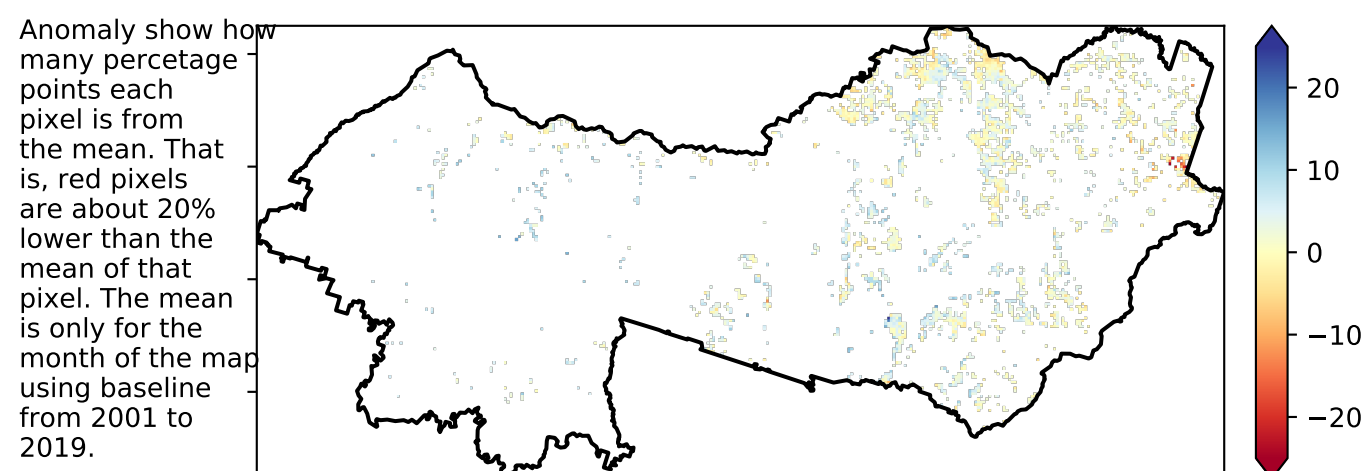 Anomaly show how
many percetage
points each
pixel is from
the mean. That
is, red pixels
are about 20%
lower than the
mean of that
pixel. The mean
is only for the
month of the map
using baseline
from 2001 to
2019.
20
10
0
−10
−20